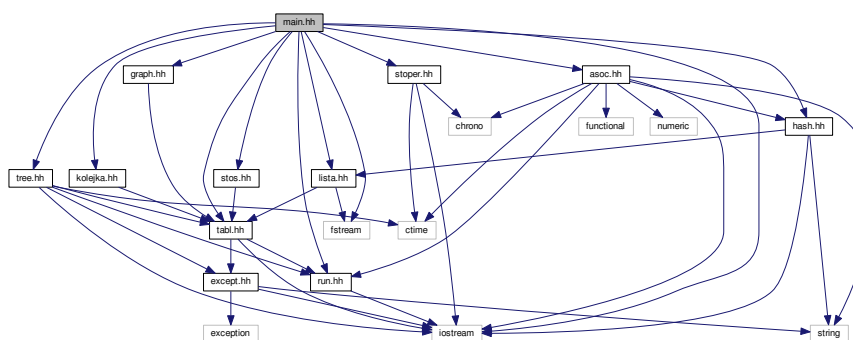 main.hh
graph.hh
stoper.hh
asoc.hh
chrono
functional
numeric
hash.hh
tree.hh
kolejka.hh
stos.hh
lista.hh
tabl.hh
fstream
ctime
except.hh
run.hh
exception
iostream
string